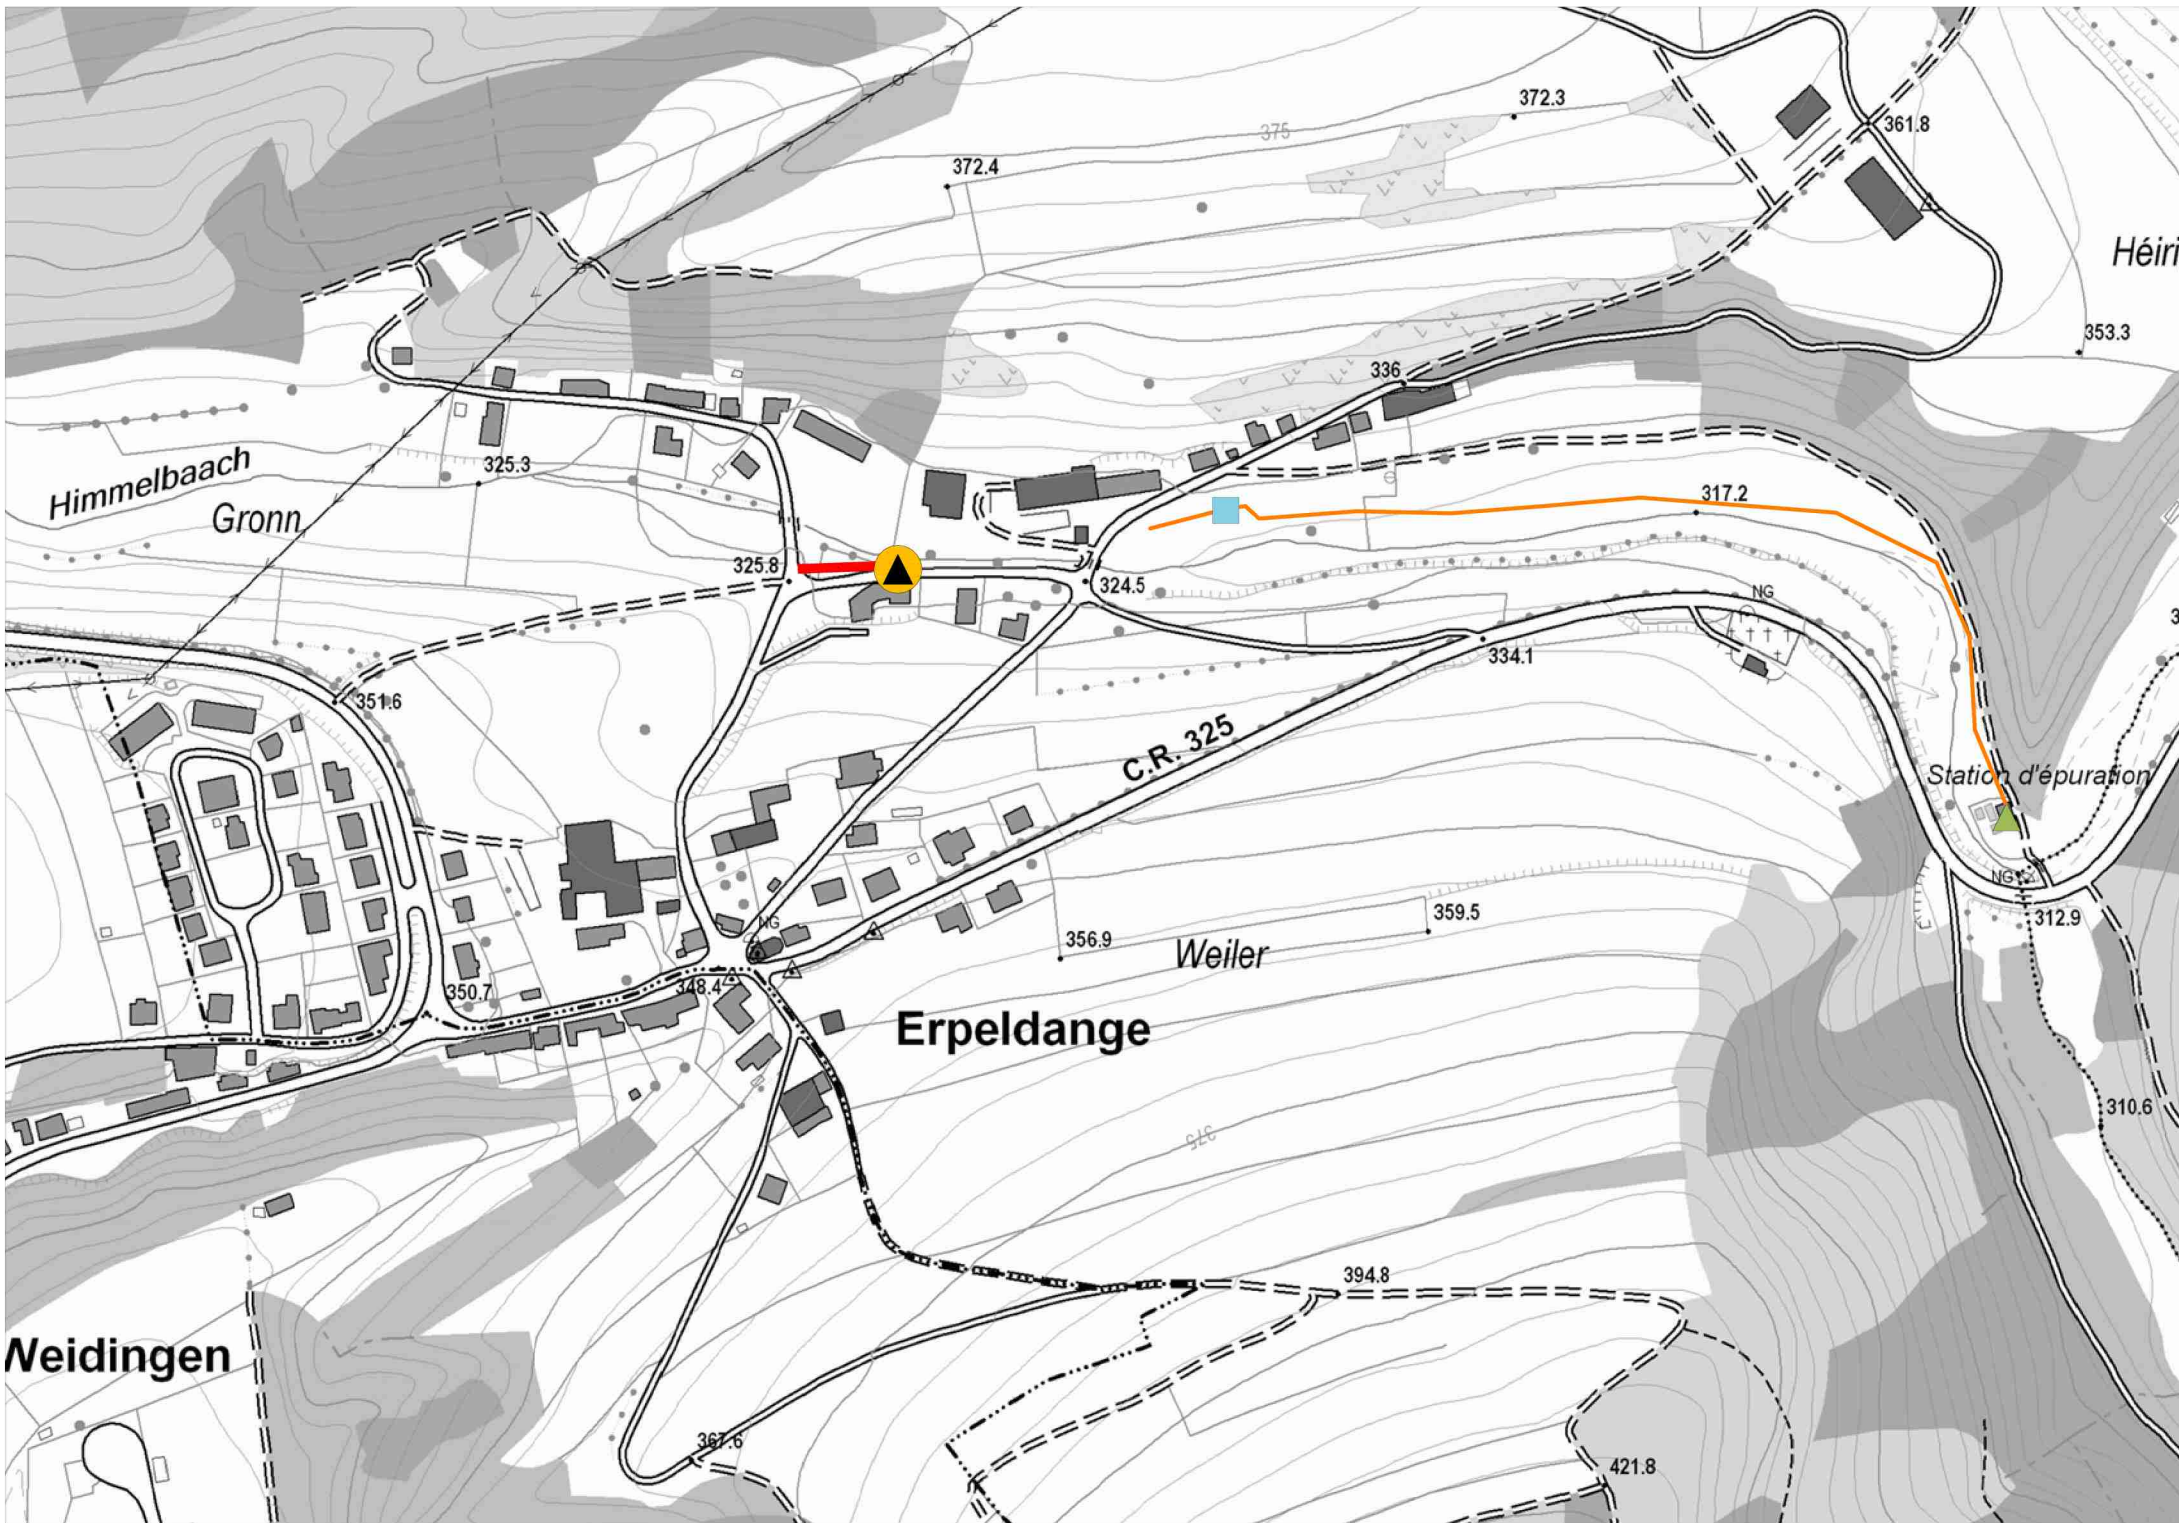 372.3
361.8
375
372.4
Héiri
353.3
336
325.3
Himmelbaach
Gronn
317.2
325.8
324.5
NG
334.1
351.6
C.R. 325
Station d'épuration
NG
312.9
NG
359.5
356.9
Weiler
350.7
348.4
Erpeldange
310.6
375
394.8
Weidingen
367.6
421.8